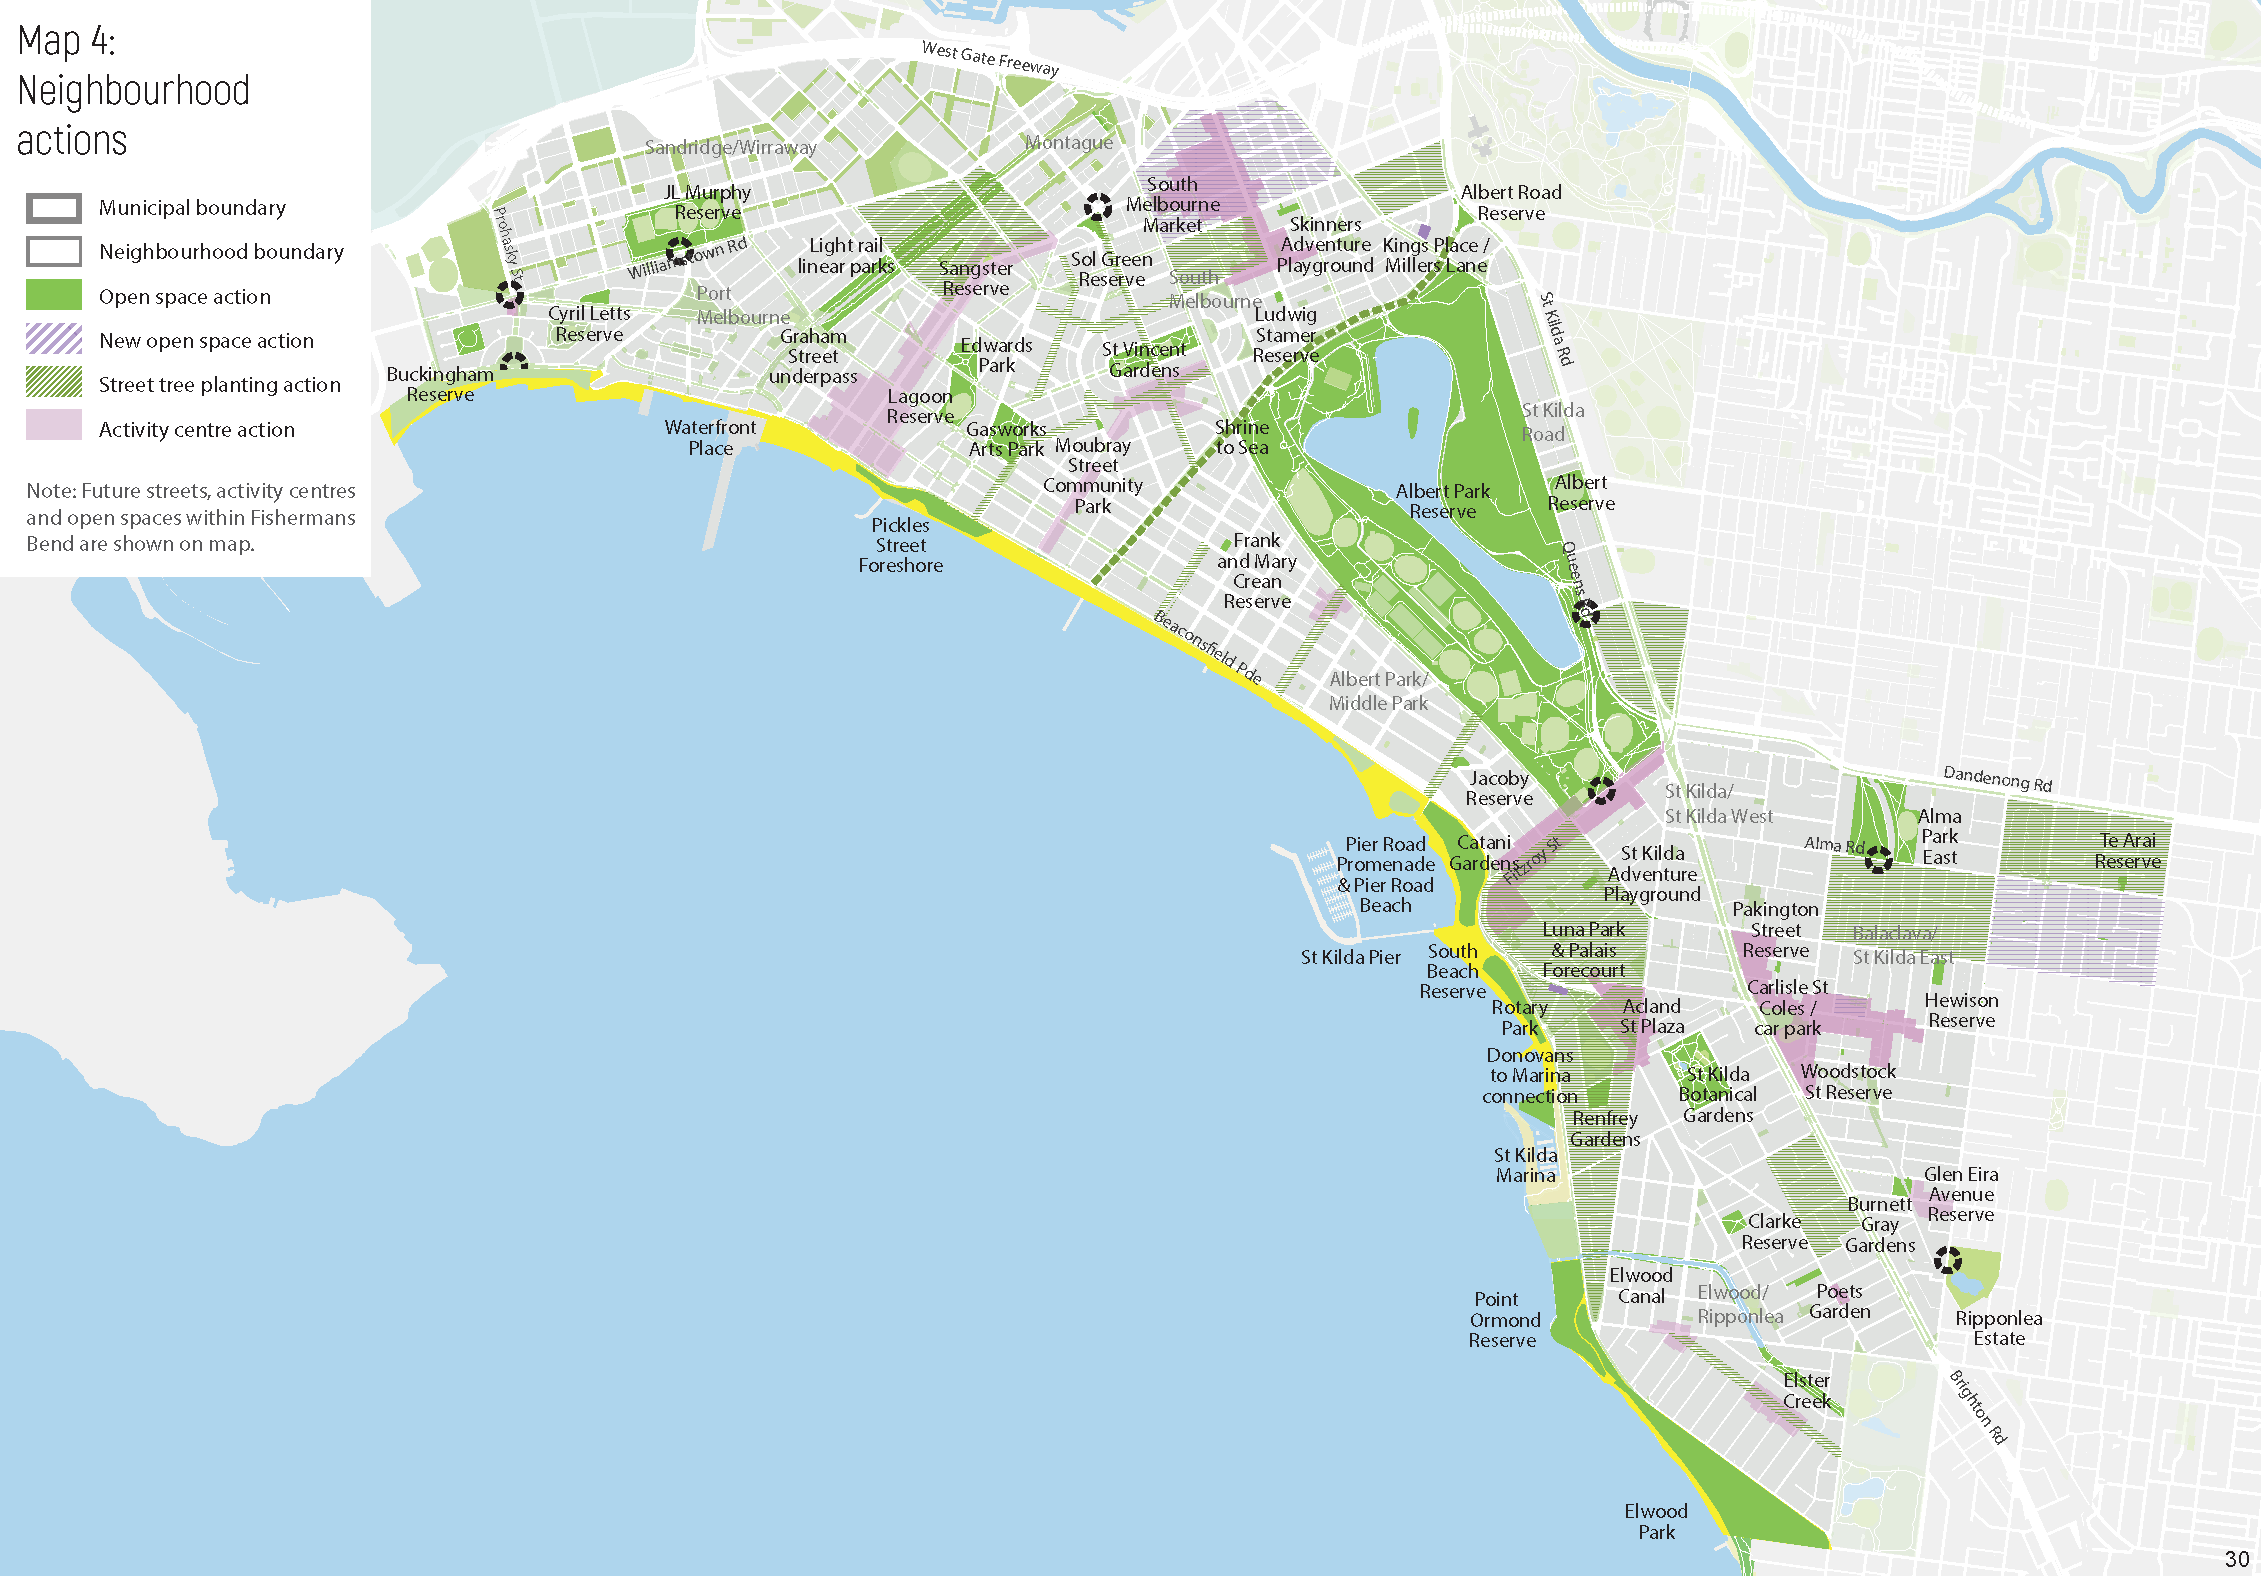 Map 4:
Neighbourhood
actions
Municipal boundary
Neighbourhood boundary
Open space action
New open space action
Street tree planting action
Activity centre action
Note: Future streets, activity centres
and open spaces within Fishermans
Bend are shown on map.
West Gate Freeway
Sandridge/Wirraway
Montague
JL Murphy
Reserve
Prohasky St
Williamstown Rd
Light rail
linear parks
Sangster
Reserve
Sol Green
Reserve
South
Melbourne
Market
Skinners
Adventure
Playground
Kings Place /
Millers Lane
Albert Road
Reserve
South
Melbourne
Port
Melbourne
Cyril Letts
Reserve
Buckingham
Reserve
Graham
Street
underpass
Edwards
Park
St Vincent
Gardens
Ludwig
Stamer
Reserve
St Kilda Rd
St Kilda
Road
Lagoon
Reserve
Gasworks
Arts Park
Moubray
Street
Community
Park
Shrine
to Sea
Waterfront
Place
Pickles
Street
Foreshore
Albert Park
Reserve
Albert
Reserve
Queens Rd
Frank
and Mary
Crean
Reserve
Beaconsfield Pde
Albert Park/
Middle Park
Jacoby
Reserve
St Kilda/
St Kilda West
Dandenong Rd
Alma Rd
Alma
Park
East
Te Arai
Reserve
Pier Road
Promenade
& Pier Road
Beach
Catani
Gardens
Fitzroy St
St Kilda
Adventure
Playground
Pakington
Street
Reserve
Balaclava/
St Kilda East
Luna Park
& Palais
Forecourt
St Kilda Pier
South
Beach
Reserve
Rotary
Park
Acland
St Plaza
Carlisle St
Coles /
car park
Hewison
Reserve
Donovans
to Marina
connection
St Kilda
Botanical
Gardens
Woodstock
St Reserve
Renfrey
Gardens
St Kilda
Marina
Glen Eira
Avenue
Reserve
Burnett
Gray
Gardens
Clarke
Reserve
Elwood
Canal
Elwood/
Ripponlea
Poets
Garden
Ripponlea
Estate
Point
Ormond
Reserve
Elster
Creek
Brighton Rd
Elwood
Park
30